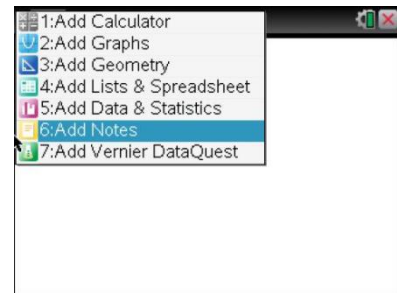 1:Add Calculator
2:Add Graphs
3:Add Geometry
4:Add Lists & Spreadsheet
5:Add Data & Statistics
6:Add Notes
7:Add Vernier DataQuest